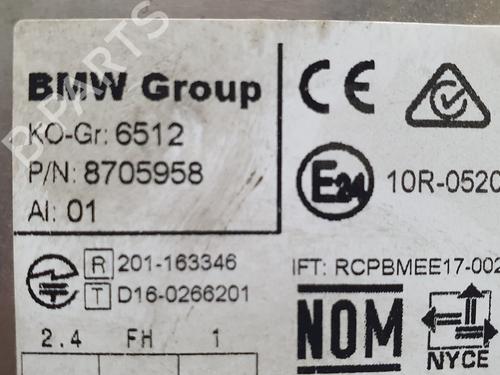 BMW Group
KO-Gr: 6512
P/N: 8705958
AI: 01
CE
E24
10R-0520
R 201-163346
T D16-0266201
IFT: RCPBMEE17-002
2.4 FH 1
NOM
NYCE
B-PARTS